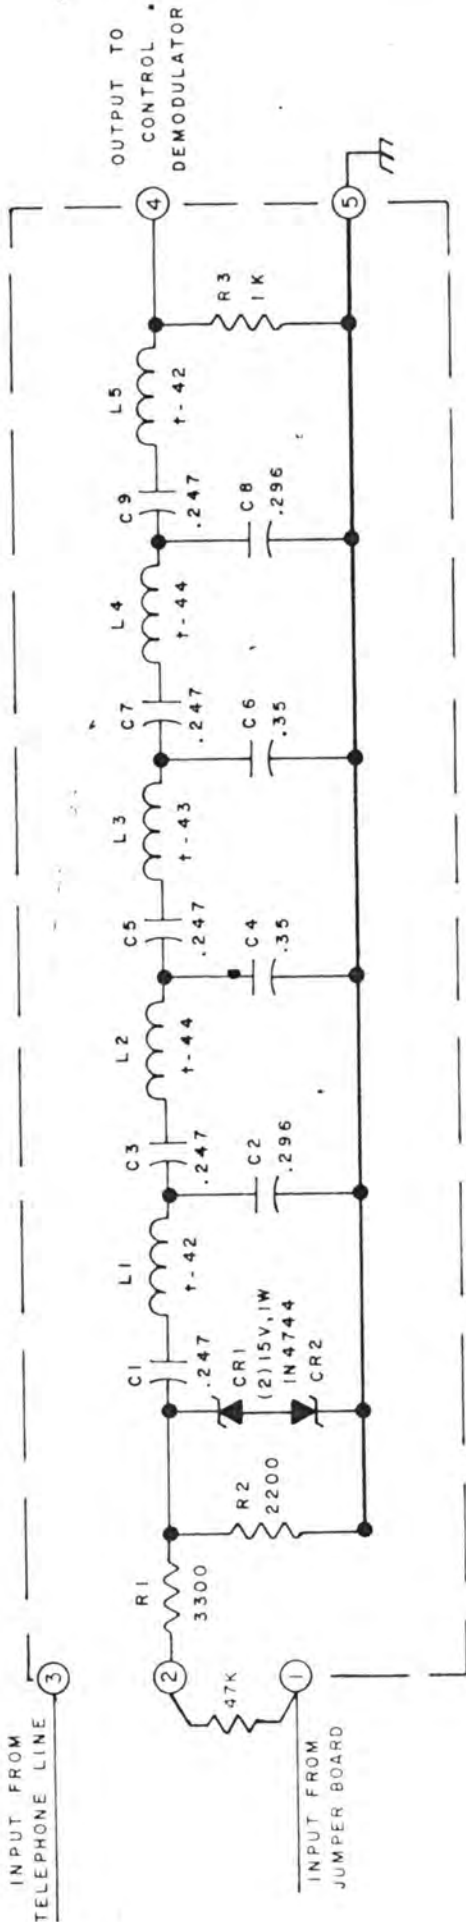 INPUT FROM
TELEPHONE LINE
3
2
47K
1
INPUT FROM
JUMPER BOARD
R1
3300
R2
2200
C1
.247
CR1
(2) 15V, 1W
1N4744
CR2
L1
t-42
C2
.296
C3
.247
L2
t-44
C4
.35
C5
.247
L3
t-43
C6
.35
C7
.247
L4
t-44
C8
.296
C9
.247
L5
t-42
R3
1K
4
5
OUTPUT TO
CONTROL
DEMODULATOR